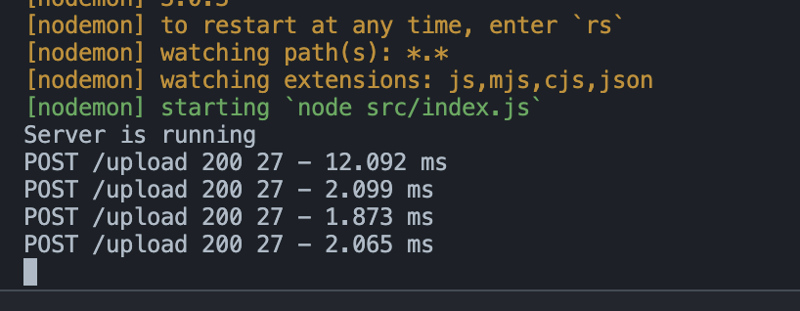 [nodemon] to restart at any time, enter `rs`
[nodemon] watching path(s): *.*
[nodemon] watching extensions: js,mjs,cjs,json
[nodemon] starting `node src/index.js`
Server is running
POST /upload 200 27 - 12.092 ms
POST /upload 200 27 - 2.099 ms
POST /upload 200 27 - 1.873 ms
POST /upload 200 27 - 2.065 ms